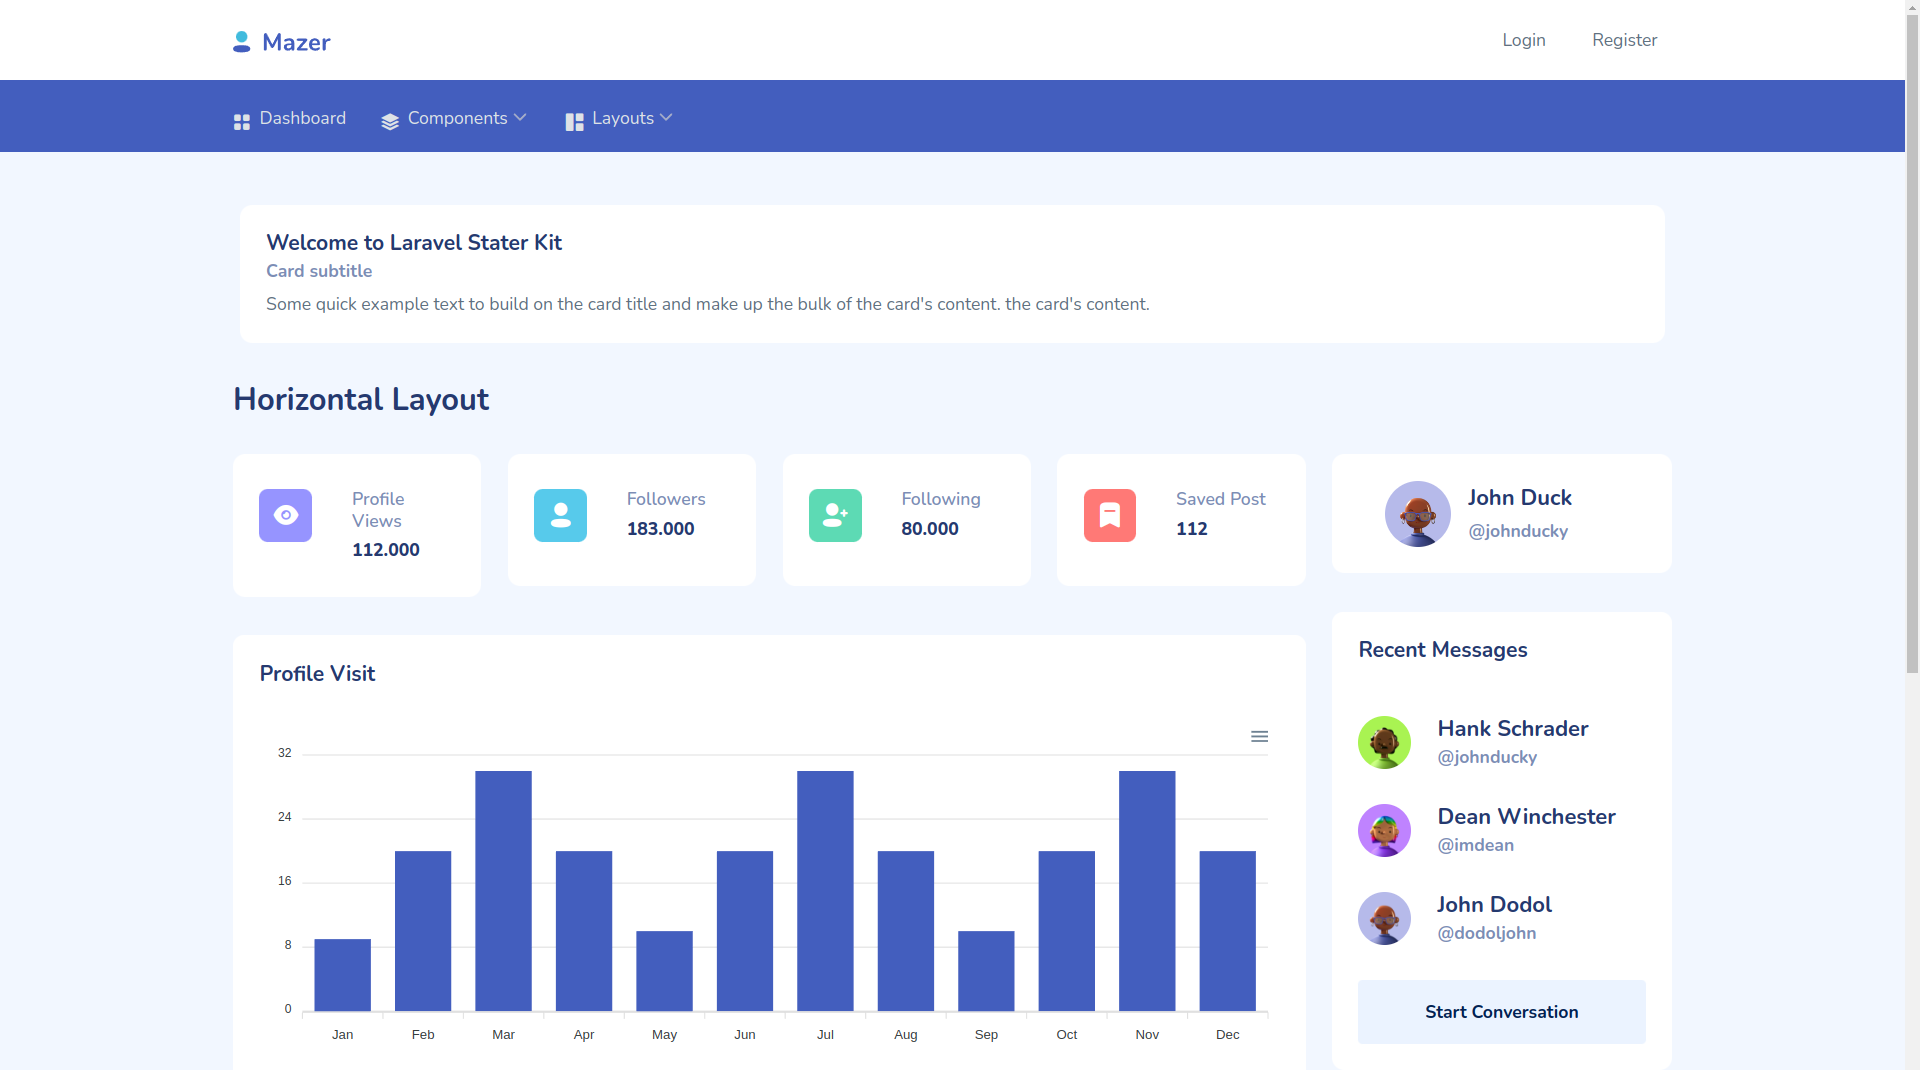 Mazer
Login
Register
Dashboard
Components
Layouts
Welcome to Laravel Stater Kit
Card subtitle
Some quick example text to build on the card title and make up the bulk of the card's content. the card's content.
Horizontal Layout
Profile
Views
112.000
Followers
183.000
Following
80.000
Saved Post
112
John Duck
@johnducky
Profile Visit
32
24
16
8
0
Jan
Feb
Mar
Apr
May
Jun
Jul
Aug
Sep
Oct
Nov
Dec
Recent Messages
Hank Schrader
@johnducky
Dean Winchester
@imdean
John Dodol
@dodoljohn
Start Conversation